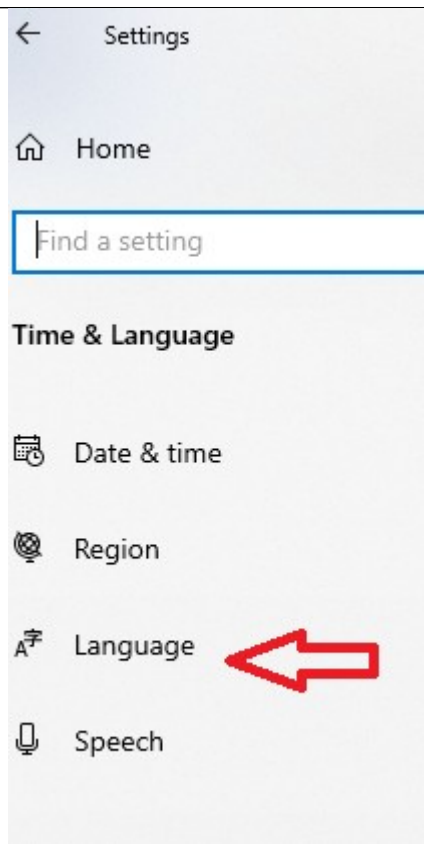 Settings
Home
Find a setting
Time & Language
Date & time
Region
Language
Speech